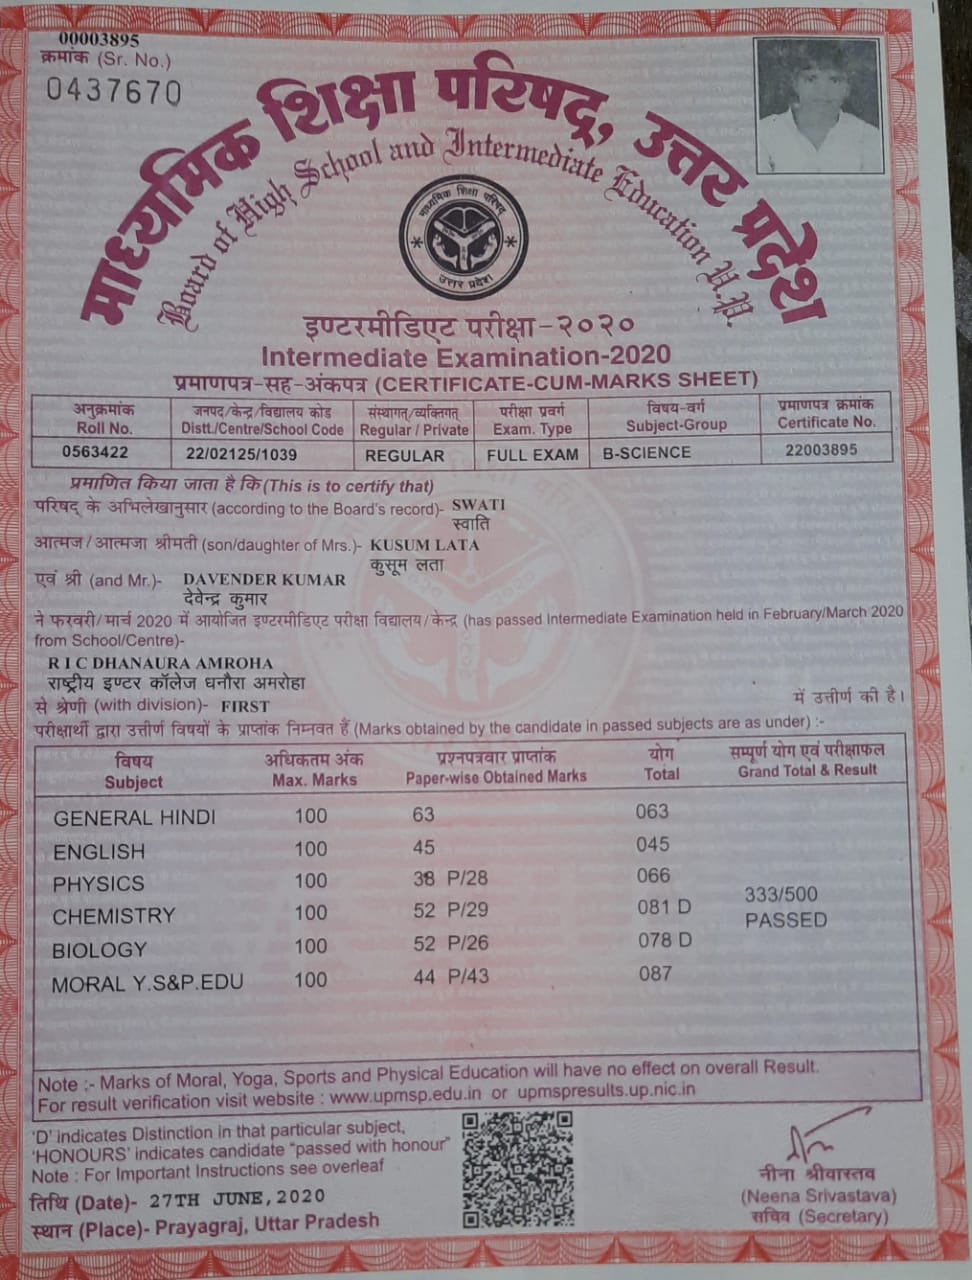 00003895
क्रमांक (Sr. No.)
0437670
माध्यमिक शिक्षा परिषद्, उत्तर प्रदेश
Board of High School and Intermediate Education U.P.
माध्यमिक शिक्षा परिषद्
उत्तर प्रदेश
इण्टरमीडिएट परीक्षा-२०२०
Intermediate Examination-2020
प्रमाणपत्र-सह-अंकपत्र (CERTIFICATE-CUM-MARKS SHEET)
अनुक्रमांक जनपद/केन्द्र/विद्यालय कोड संस्थागत्/व्यक्तिगत् परीक्षा प्रवर्ग विषय-वर्ग प्रमाणपत्र क्रमांक
Roll No. Distt./Centre/School Code Regular / Private Exam. Type Subject-Group Certificate No.
0563422 22/02125/1039 REGULAR FULL EXAM B-SCIENCE 22003895
प्रमाणित किया जाता है कि (This is to certify that)
परिषद् के अभिलेखानुसार (according to the Board's record)- SWATI
स्वाति
आत्मज/आत्मजा श्रीमती (son/daughter of Mrs.)- KUSUM LATA
कुसूम लता
एवं श्री (and Mr.)- DAVENDER KUMAR
देवेन्द्र कुमार
ने फरवरी/मार्च 2020 में आयोजित इण्टरमीडिएट परीक्षा विद्यालय/केन्द्र (has passed Intermediate Examination held in February/March 2020
from School/Centre)-
R I C DHANAURA AMROHA
राष्ट्रीय इण्टर कॉलेज धनौरा अमरोहा
से श्रेणी (with division)- FIRST में उत्तीर्ण की है।
परीक्षार्थी द्वारा उत्तीर्ण विषयों के प्राप्तांक निम्नवत हैं (Marks obtained by the candidate in passed subjects are as under) :-
विषय अधिकतम अंक प्रश्नपत्रवार प्राप्तांक योग सम्पूर्ण योग एवं परीक्षाफल
Subject Max. Marks Paper-wise Obtained Marks Total Grand Total & Result
GENERAL HINDI 100 63 063
ENGLISH 100 45 045
PHYSICS 100 38 P/28 066
CHEMISTRY 100 52 P/29 081 D
333/500
PASSED
BIOLOGY 100 52 P/26 078 D
MORAL Y.S&P.EDU 100 44 P/43 087
Note :- Marks of Moral, Yoga, Sports and Physical Education will have no effect on overall Result.
For result verification visit website : www.upmsp.edu.in or upmspresults.up.nic.in
'D' indicates Distinction in that particular subject,
'HONOURS' indicates candidate "passed with honour"
Note : For Important Instructions see overleaf
तिथि (Date)- 27TH JUNE, 2020
स्थान (Place)- Prayagraj, Uttar Pradesh
नीना श्रीवास्तव
(Neena Srivastava)
सचिव (Secretary)